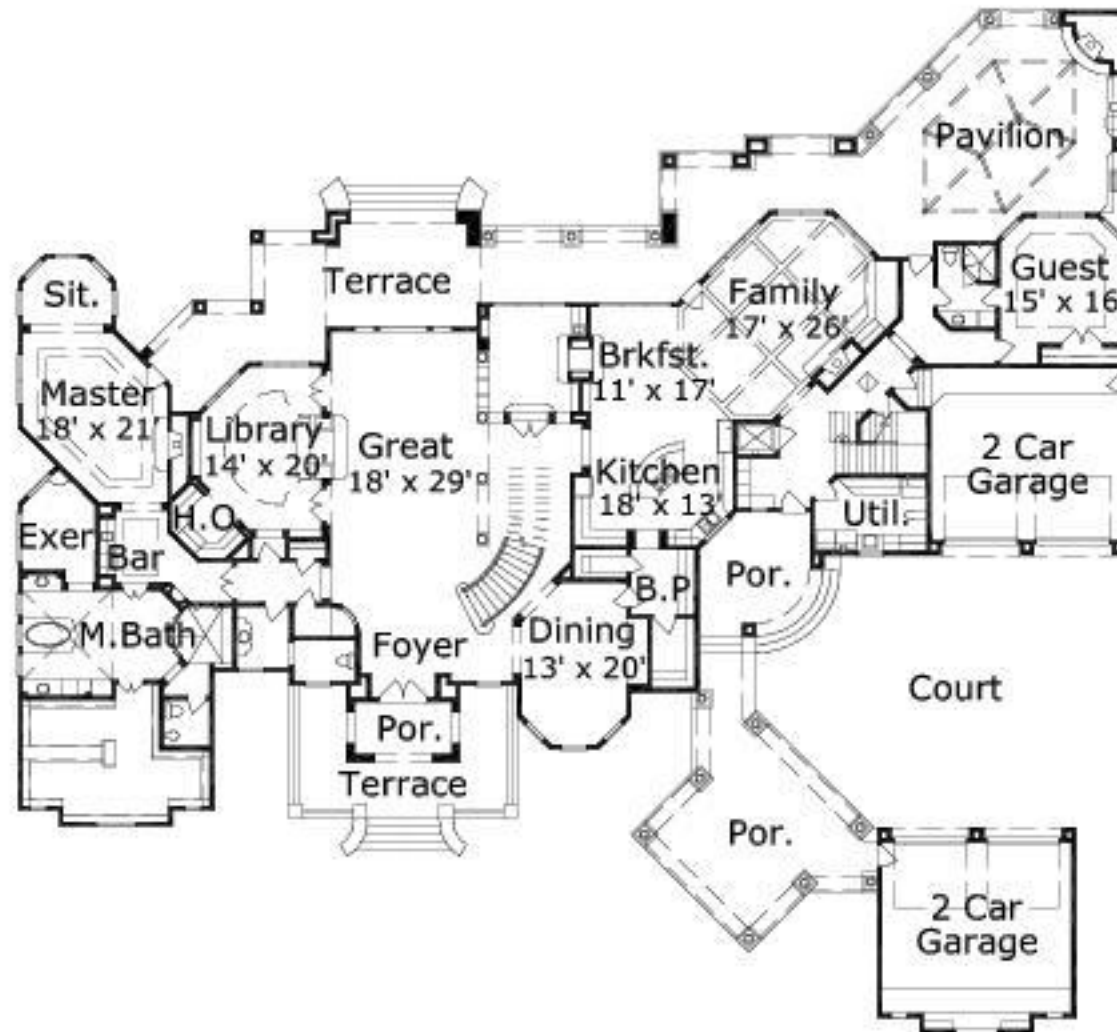 Pavilion
Sit.
Terrace
Family
17' x 26'
Guest
15' x 16'
Brkfst.
11' x 17'
Master
18' x 21'
Library
14' x 20'
Great
18' x 29'
Kitchen
18' x 13'
2 Car
Garage
Exer
Bar
H.O.
Util.
Por.
B.P
M.Bath
Foyer
Dining
13' x 20'
Court
Por.
Terrace
Por.
2 Car
Garage